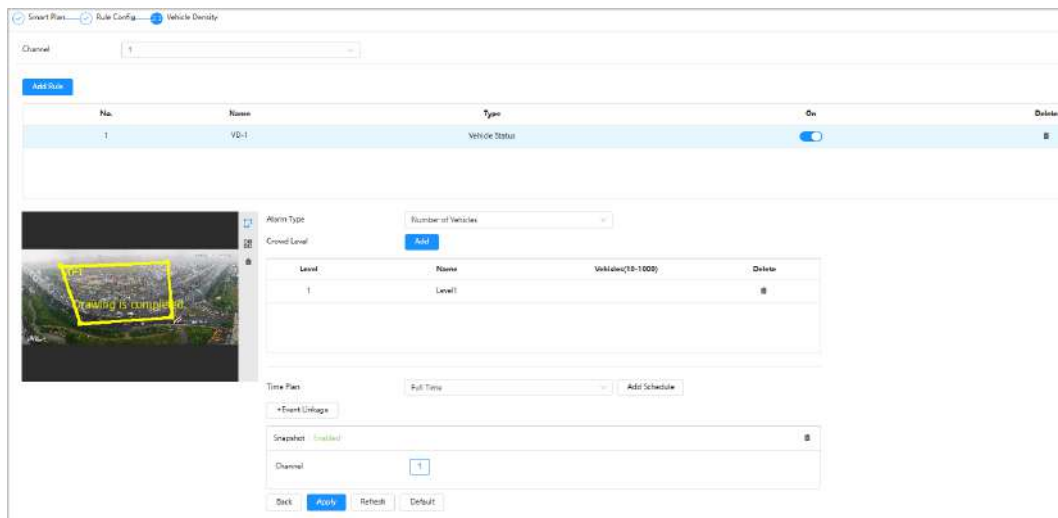 Smart Plan Rule Config Vehicle Density
Channel 1
Add Rule
No. Name Type On Delete
1 VD-1 Vehicle Status
Alarm Type Number of Vehicles
Crowd Level Add
VD-1
Level Name Vehicles(10-1000) Delete
1 Level1
Drawing is completed.
Time Plan Full Time Add Schedule
+Event Linkage
Snapshot Enabled
Channel 1
Back Apply Refresh Default